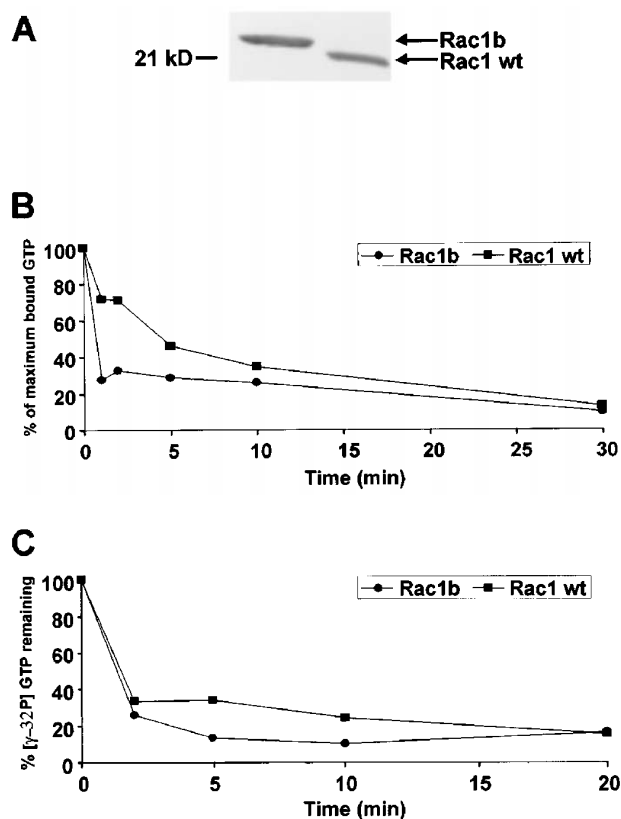 A
21 kD
Rac1b
Rac1 wt
B
% of maximum bound GTP
100
80
60
40
20
0
Rac1b
Rac1 wt
0
5
10
15
20
25
30
Time (min)
C
% [γ-32P] GTP remaining
100
80
60
40
20
0
Rac1b
Rac1 wt
0
5
10
15
20
Time (min)